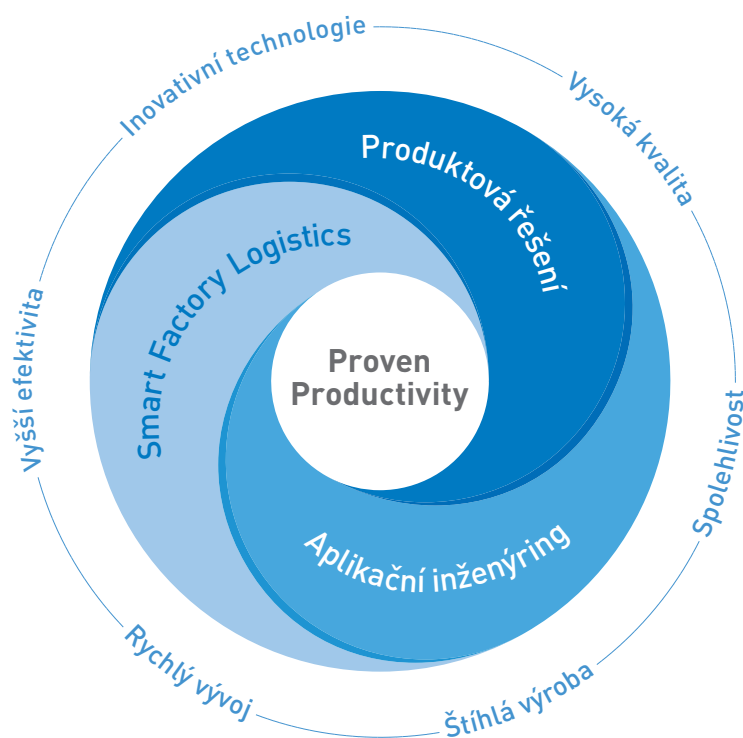 Inovativní technologie
Vysoká kvalita
Produktová řešení
Smart Factory Logistics
Vyšší efektivita
Proven
Productivity
Spolehlivost
Aplikační inženýring
Rychlý vývoj
Štíhlá výroba